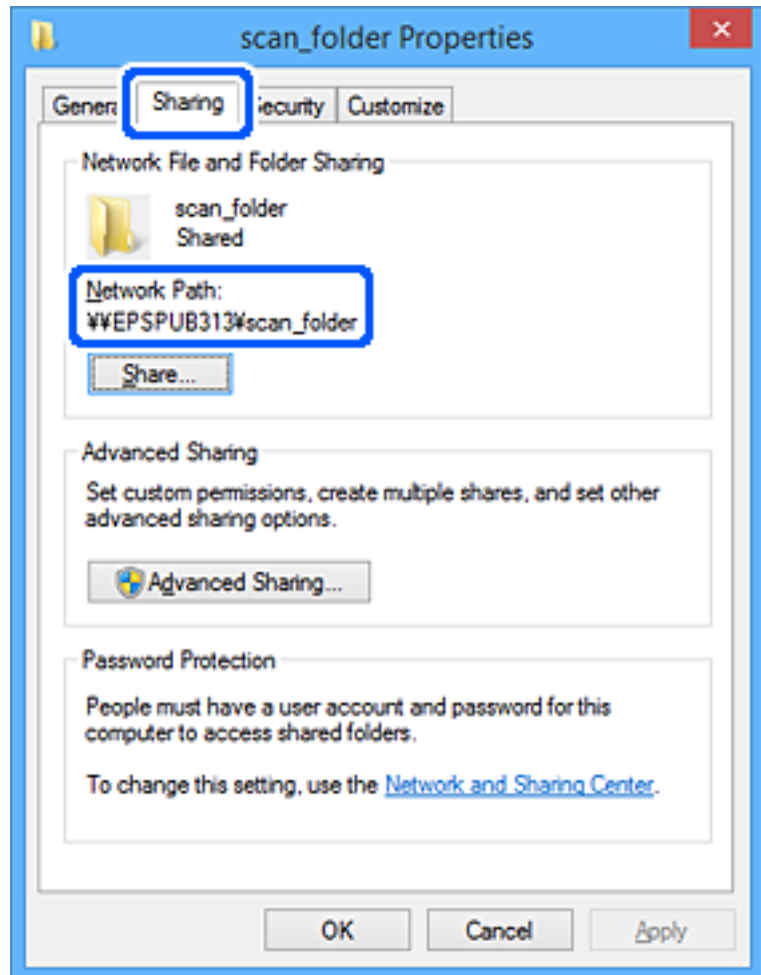 scan_folder Properties
General Sharing Security Customize
Network File and Folder Sharing
scan_folder
Shared
Network Path:
¥¥EPSPUB313¥scan_folder
Share...
Advanced Sharing
Set custom permissions, create multiple shares, and set other
advanced sharing options.
Advanced Sharing...
Password Protection
People must have a user account and password for this
computer to access shared folders.
To change this setting, use the Network and Sharing Center.
OK Cancel Apply